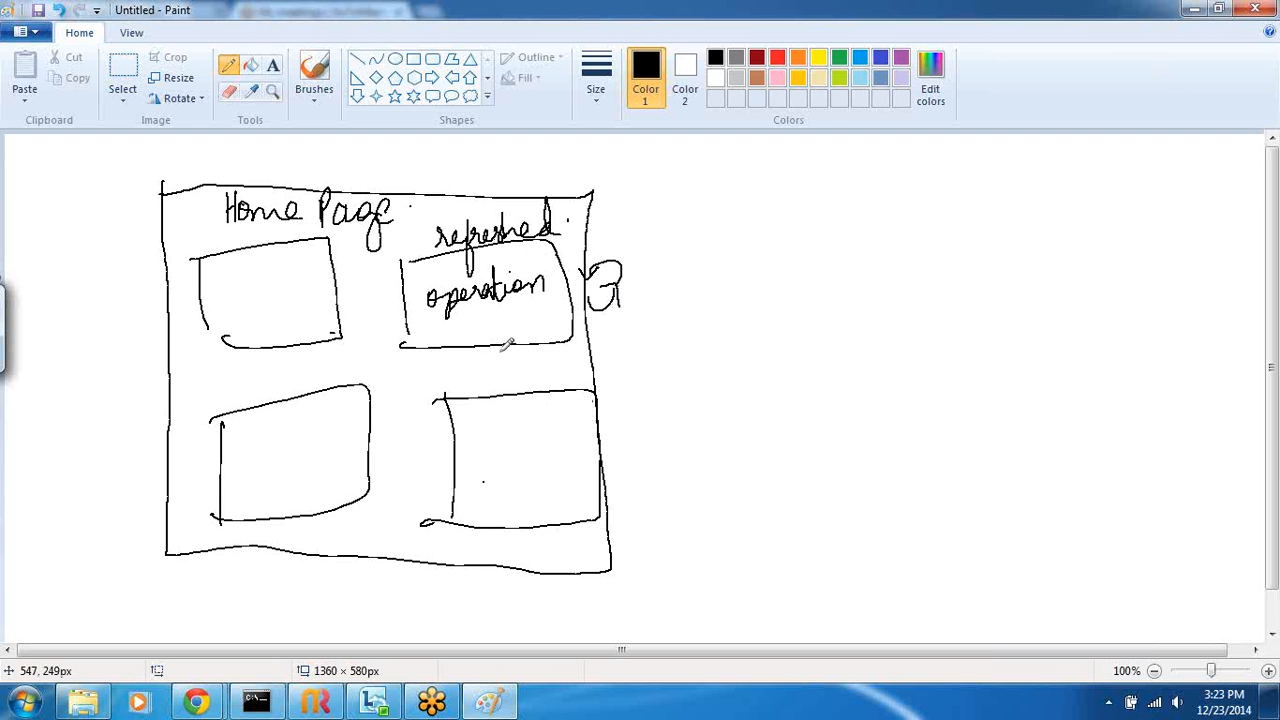 Untitled - Paint
Home
View
Paste
Cut
Copy
Clipboard
Select
Crop
Resize
Rotate
Image
Tools
Brushes
Shapes
Outline
Fill
Size
Color 1
Color 2
Edit colors
Colors
Home Page
refreshed
operation
547, 249px
1360 × 580px
100%
3:23 PM
12/23/2014